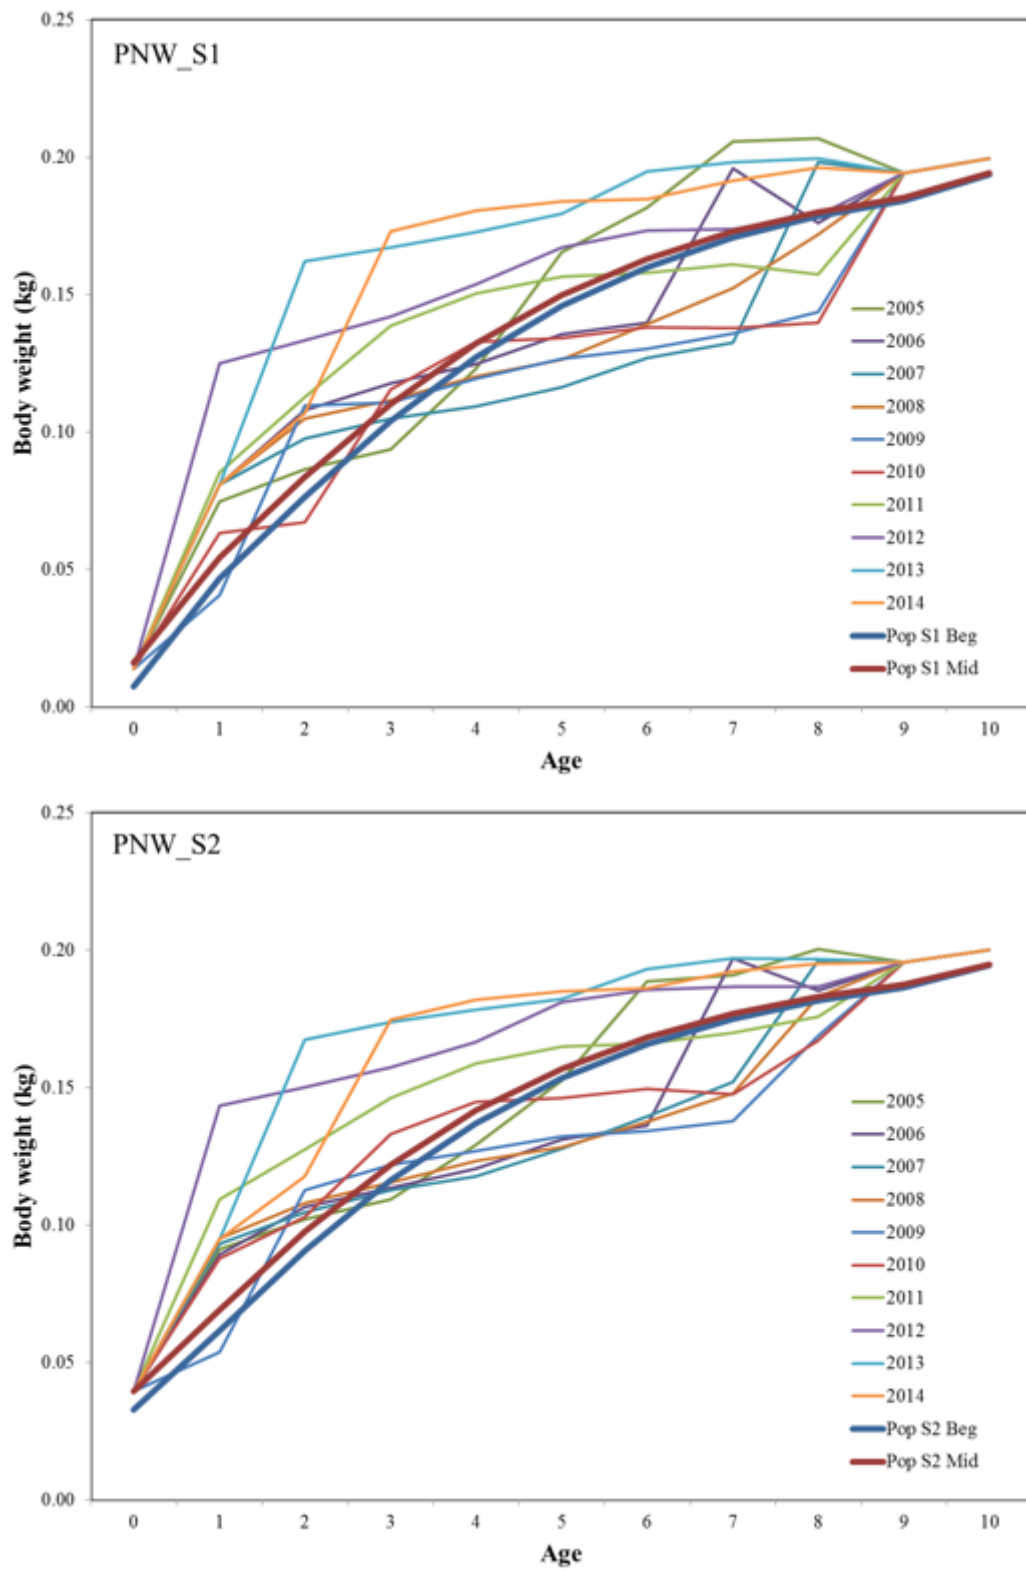 PNW_S1
0.25
0.20
0.15
0.10
0.05
0.00
Body weight (kg)
2005
2006
2007
2008
2009
2010
2011
2012
2013
2014
Pop S1 Beg
Pop S1 Mid
0 1 2 3 4 5 6 7 8 9 10
Age
PNW_S2
0.25
0.20
0.15
0.10
0.05
0.00
Body weight (kg)
2005
2006
2007
2008
2009
2010
2011
2012
2013
2014
Pop S2 Beg
Pop S2 Mid
0 1 2 3 4 5 6 7 8 9 10
Age